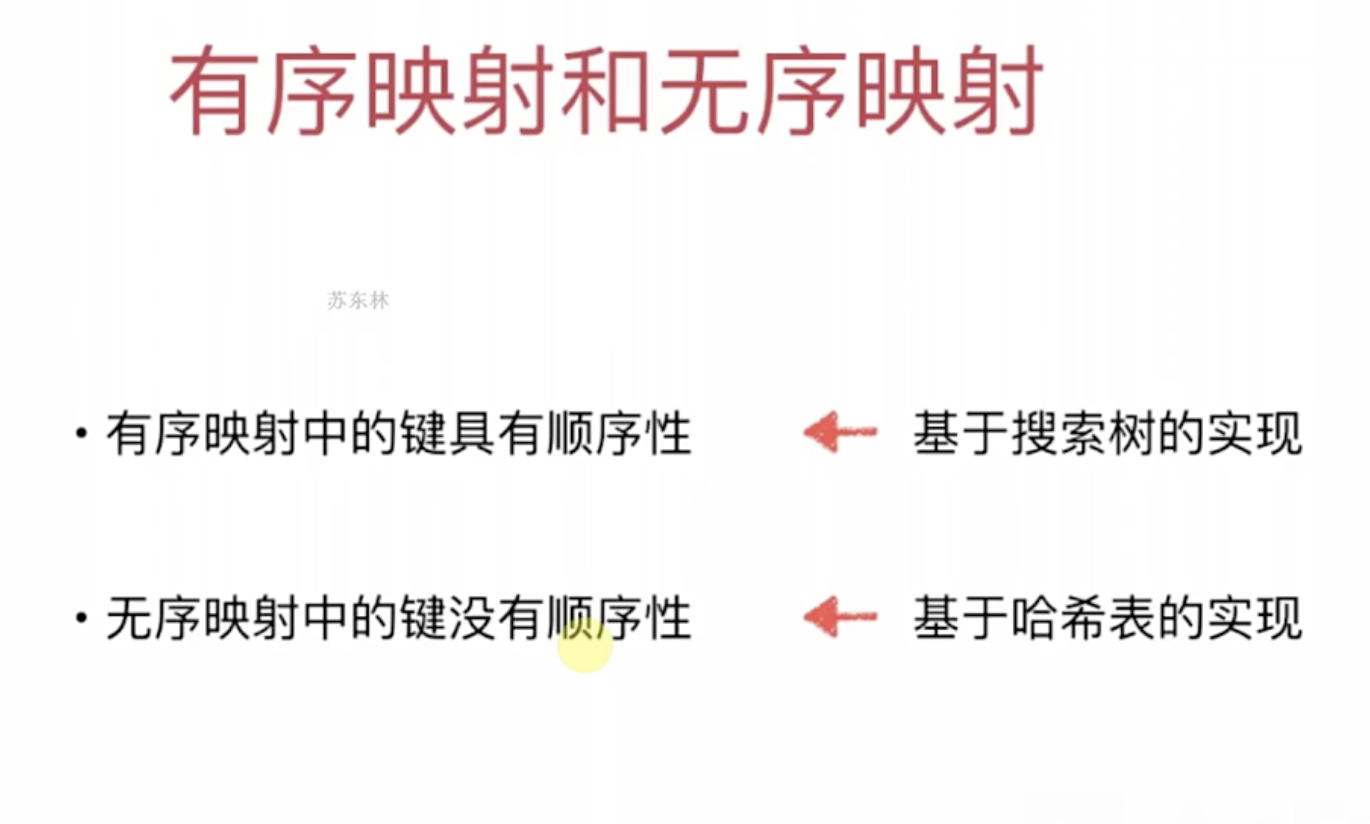 有序映射和无序映射
苏东林
• 有序映射中的键具有顺序性 基于搜索树的实现
• 无序映射中的键没有顺序性 基于哈希表的实现